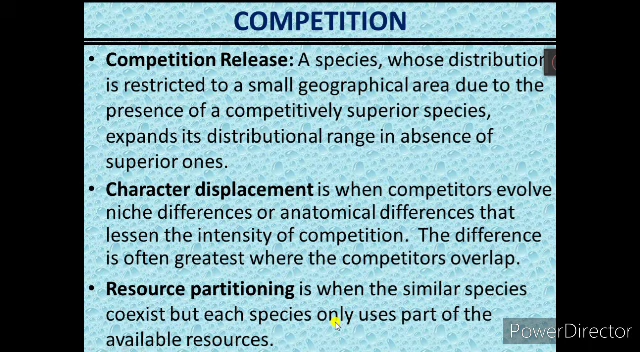 COMPETITION
• Competition Release: A species, whose distribution
is restricted to a small geographical area due to the
presence of a competitively superior species,
expands its distributional range in absence of
superior ones.
• Character displacement is when competitors evolve
niche differences or anatomical differences that
lessen the intensity of competition. The difference
is often greatest where the competitors overlap.
• Resource partitioning is when the similar species
coexist but each species only uses part of the
available resources.
PowerDirector